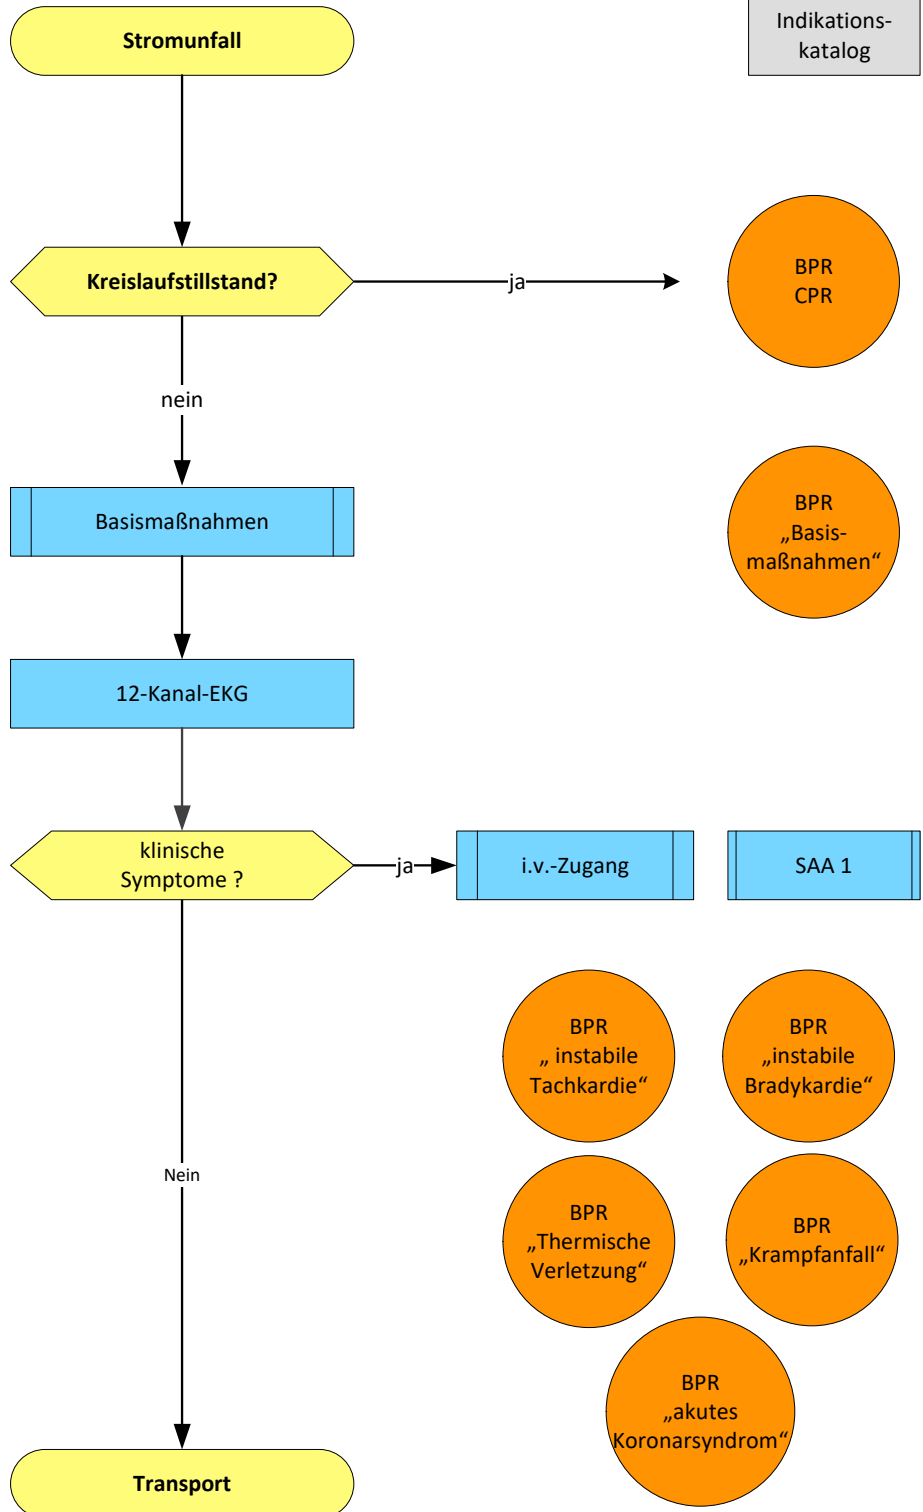 Stromunfall
Indikations-
katalog
Kreislaufstillstand?
ja
BPR
CPR
nein
Basismaßnahmen
BPR
„Basis-
maßnahmen“
12-Kanal-EKG
klinische
Symptome ?
ja
i.v.-Zugang
SAA 1
BPR
„ instabile
Tachkardie“
BPR
„instabile
Bradykardie“
Nein
BPR
„Thermische
Verletzung“
BPR
„Krampfanfall“
BPR
„akutes
Koronarsyndrom“
Transport